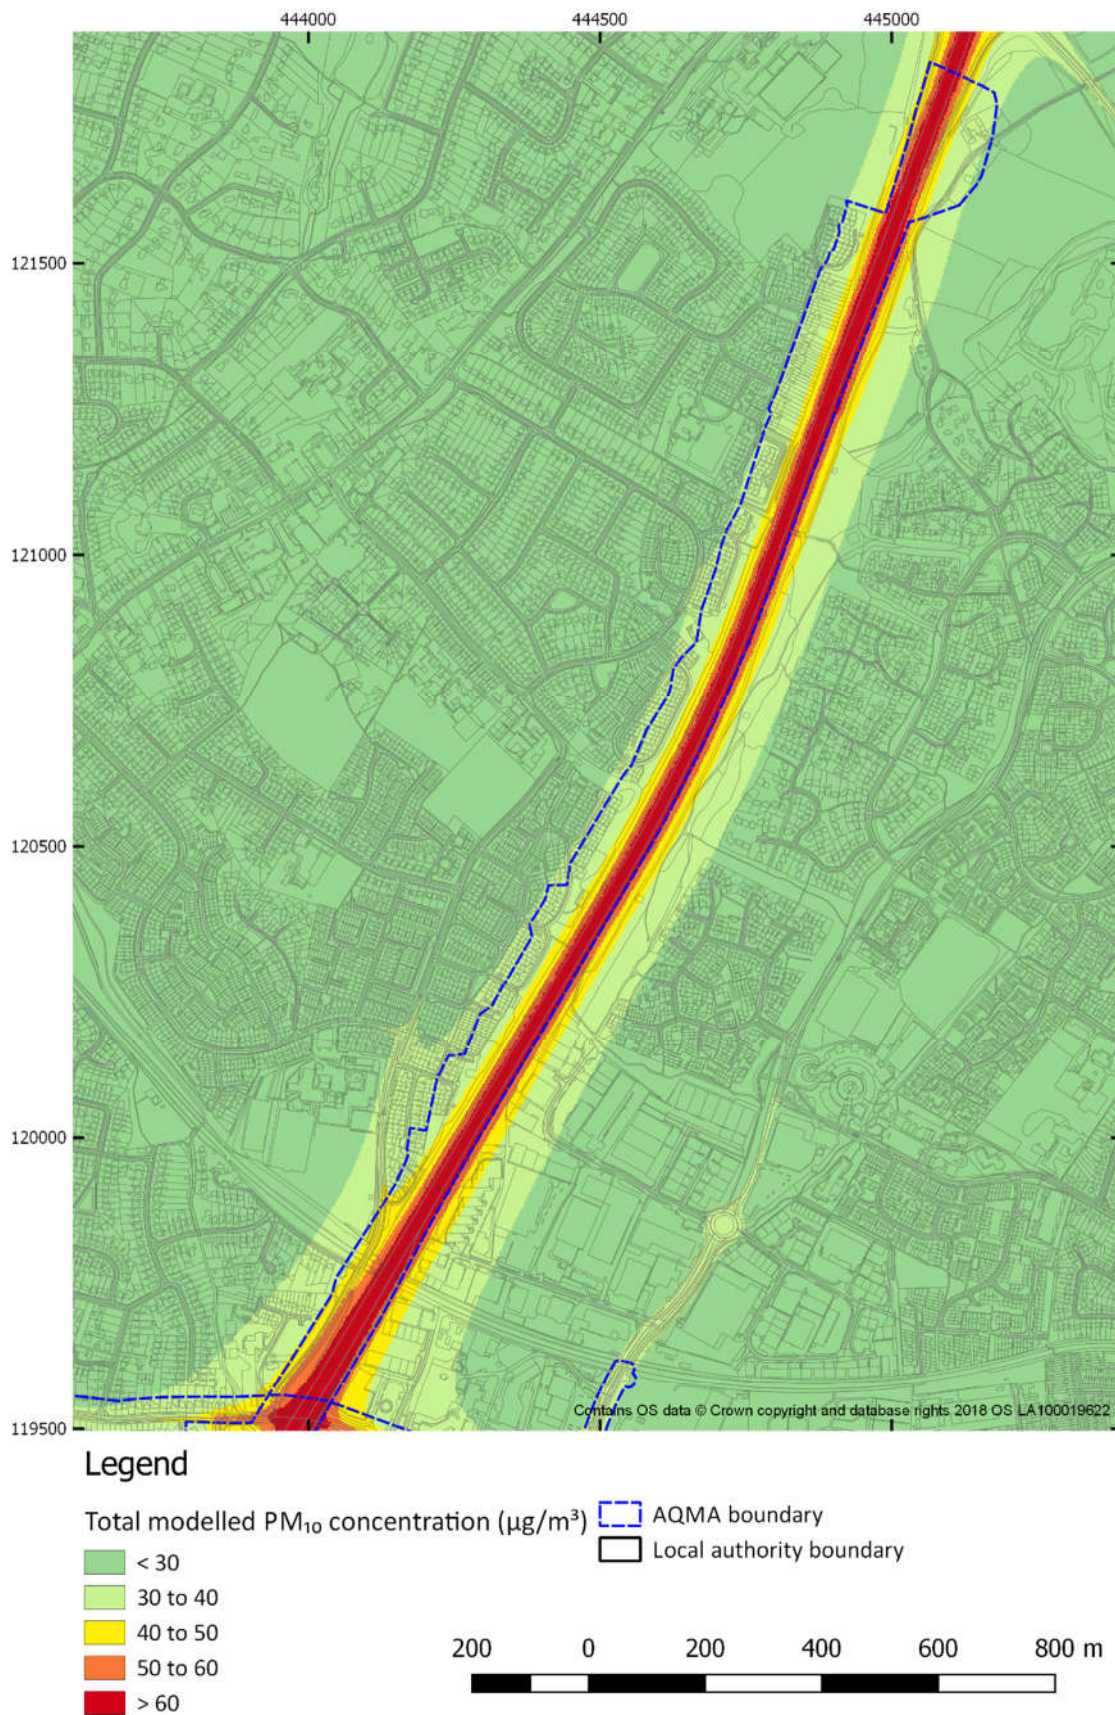 444000 444500 445000
121500
121000
120500
120000
119500
Contains OS data © Crown copyright and database rights 2018 OS LA100019622
Legend
Total modelled PM₁₀ concentration (µg/m³)
< 30
30 to 40
40 to 50
50 to 60
> 60
AQMA boundary
Local authority boundary
200 0 200 400 600 800 m